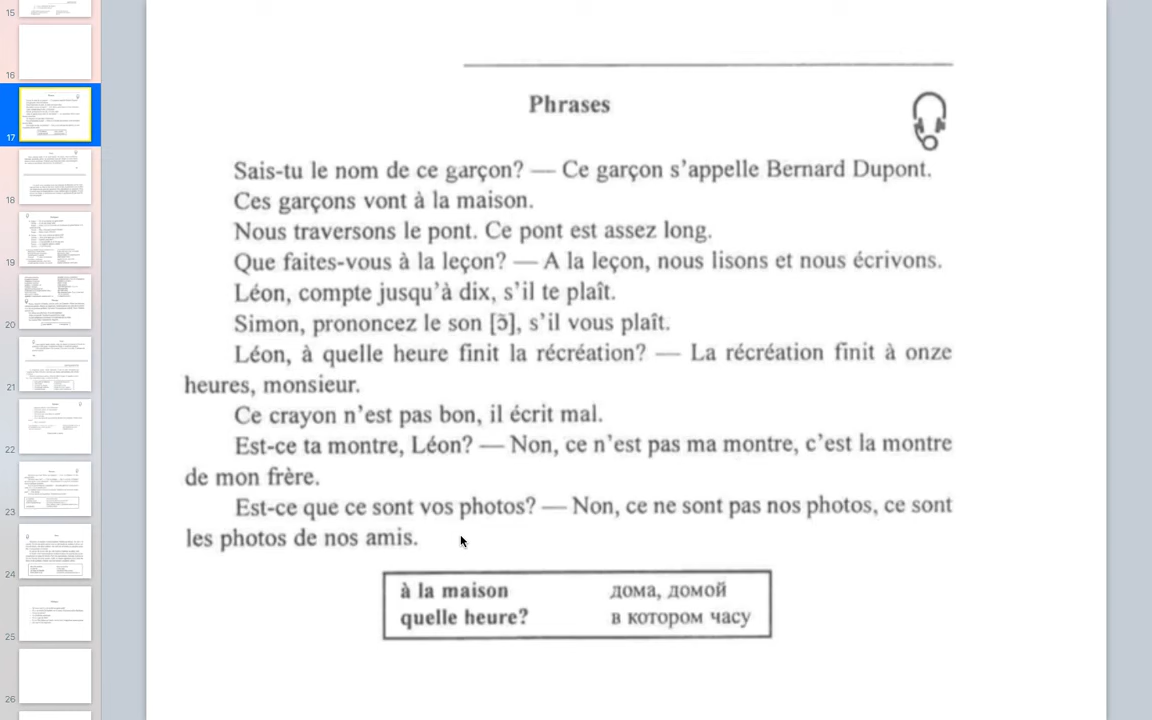 15
16
17
18
19
20
21
22
23
24
25
26
Phrases
Sais-tu le nom de ce garçon? — Ce garçon s'appelle Bernard Dupont.
Ces garçons vont à la maison.
Nous traversons le pont. Ce pont est assez long.
Que faites-vous à la leçon? — A la leçon, nous lisons et nous écrivons.
Léon, compte jusqu'à dix, s'il te plaît.
Simon, prononcez le son [ɔ̃], s'il vous plaît.
Léon, à quelle heure finit la récréation? — La récréation finit à onze
heures, monsieur.
Ce crayon n'est pas bon, il écrit mal.
Est-ce ta montre, Léon? — Non, ce n'est pas ma montre, c'est la montre
de mon frère.
Est-ce que ce sont vos photos? — Non, ce ne sont pas nos photos, ce sont
les photos de nos amis.
à la maison дома, домой
quelle heure? в котором часу